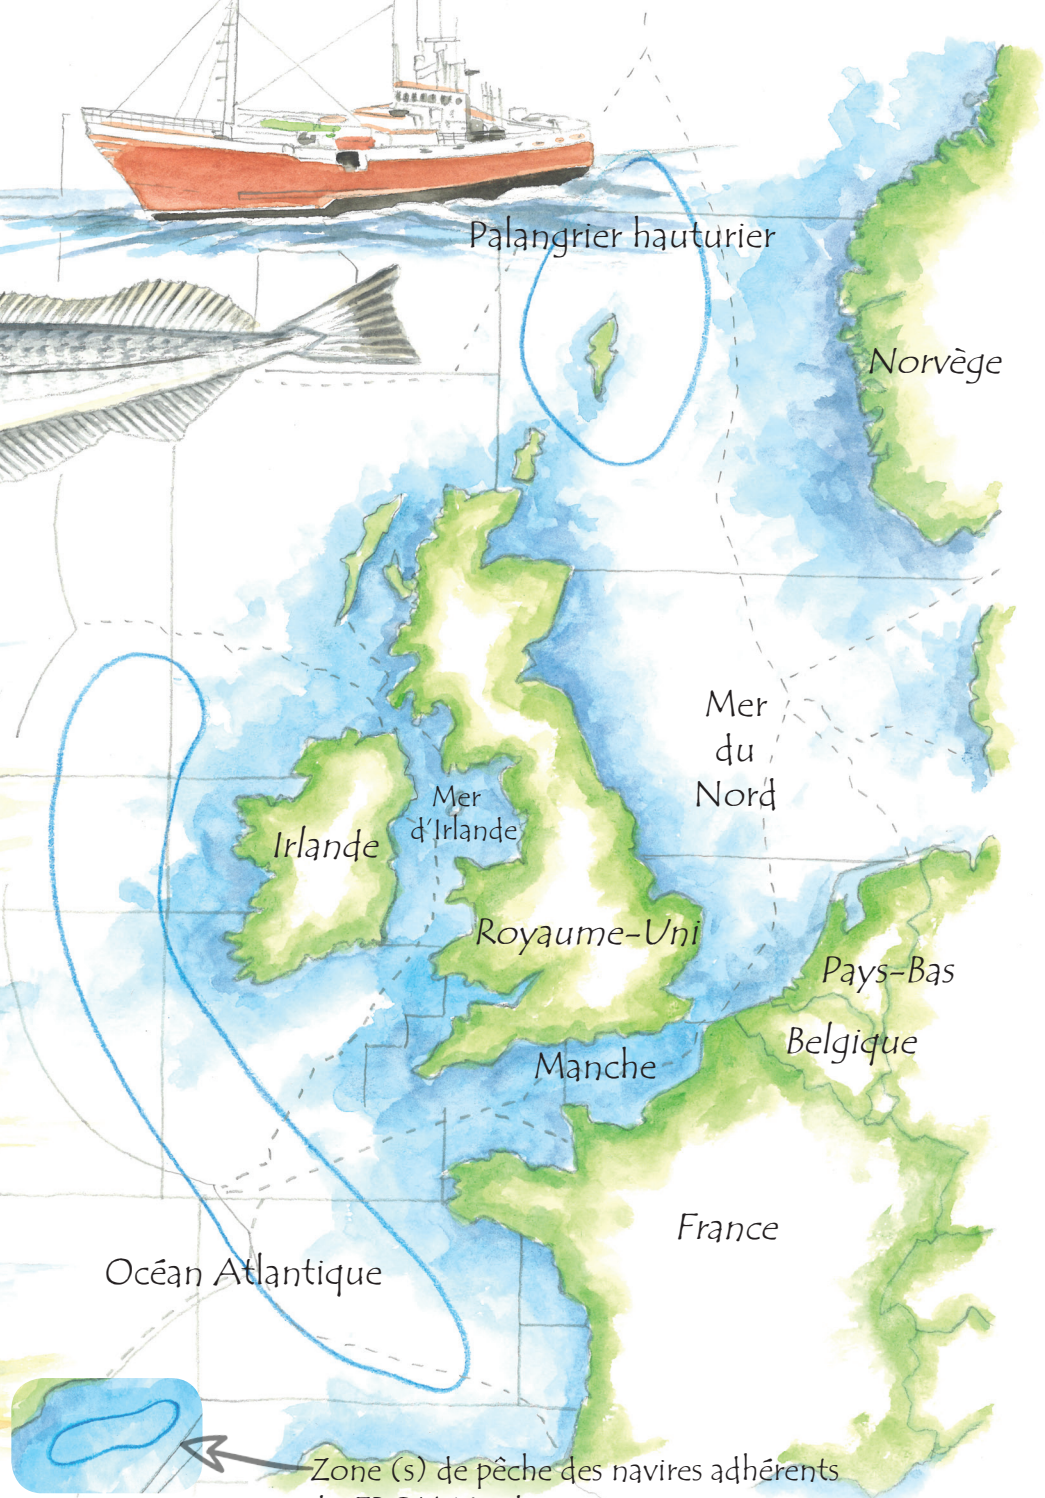 Palangrier hauturier
Norvège
Mer
du
Nord
Mer
d'Irlande
Irlande
Royaume-Uni
Pays-Bas
Belgique
Manche
France
Océan Atlantique
Zone (s) de pêche des navires adhérents